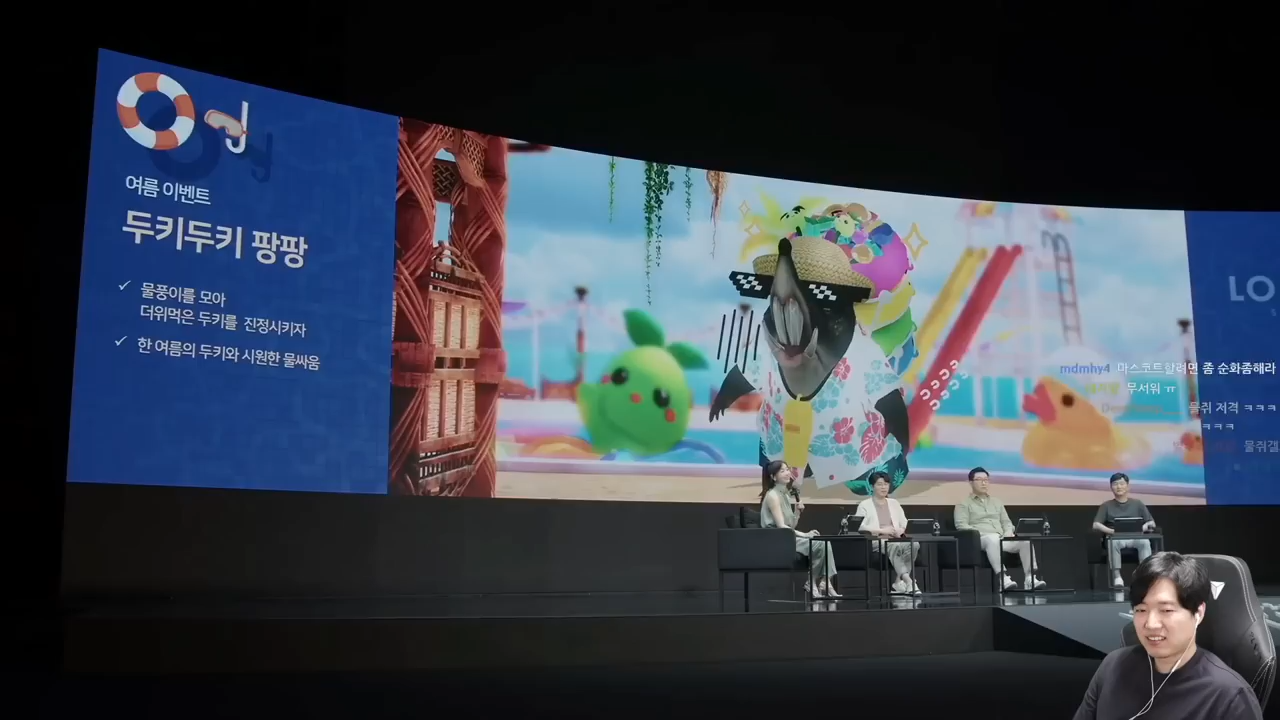 여름 이벤트
두키두키 팡팡
✓ 물풍이를 모아
더위먹은 두키를 진정시키자
✓ 한 여름의 두키와 시원한 물싸움
LO
mdmhy4 마스코트할려면 좀 순화좀해라
무서워 ㅠ
물쥐 저격 ㅋㅋㅋ
ㅋㅋㅋ
물쥐갤